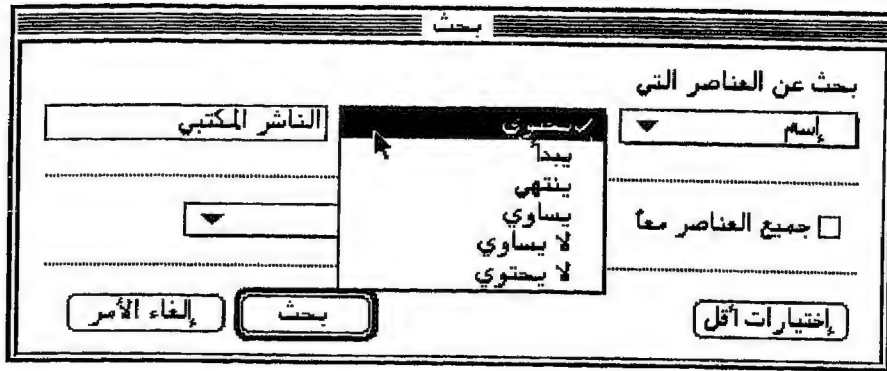 بحث
بحث عن العناصر التي
إسم
يحتوي
الناشر المكتبي
يبدأ
ينتهي
يساوي
لا يساوي
لا يحتوي
جميع العناصر معاً
إختيارات أقل
بحث
إلغاء الأمر